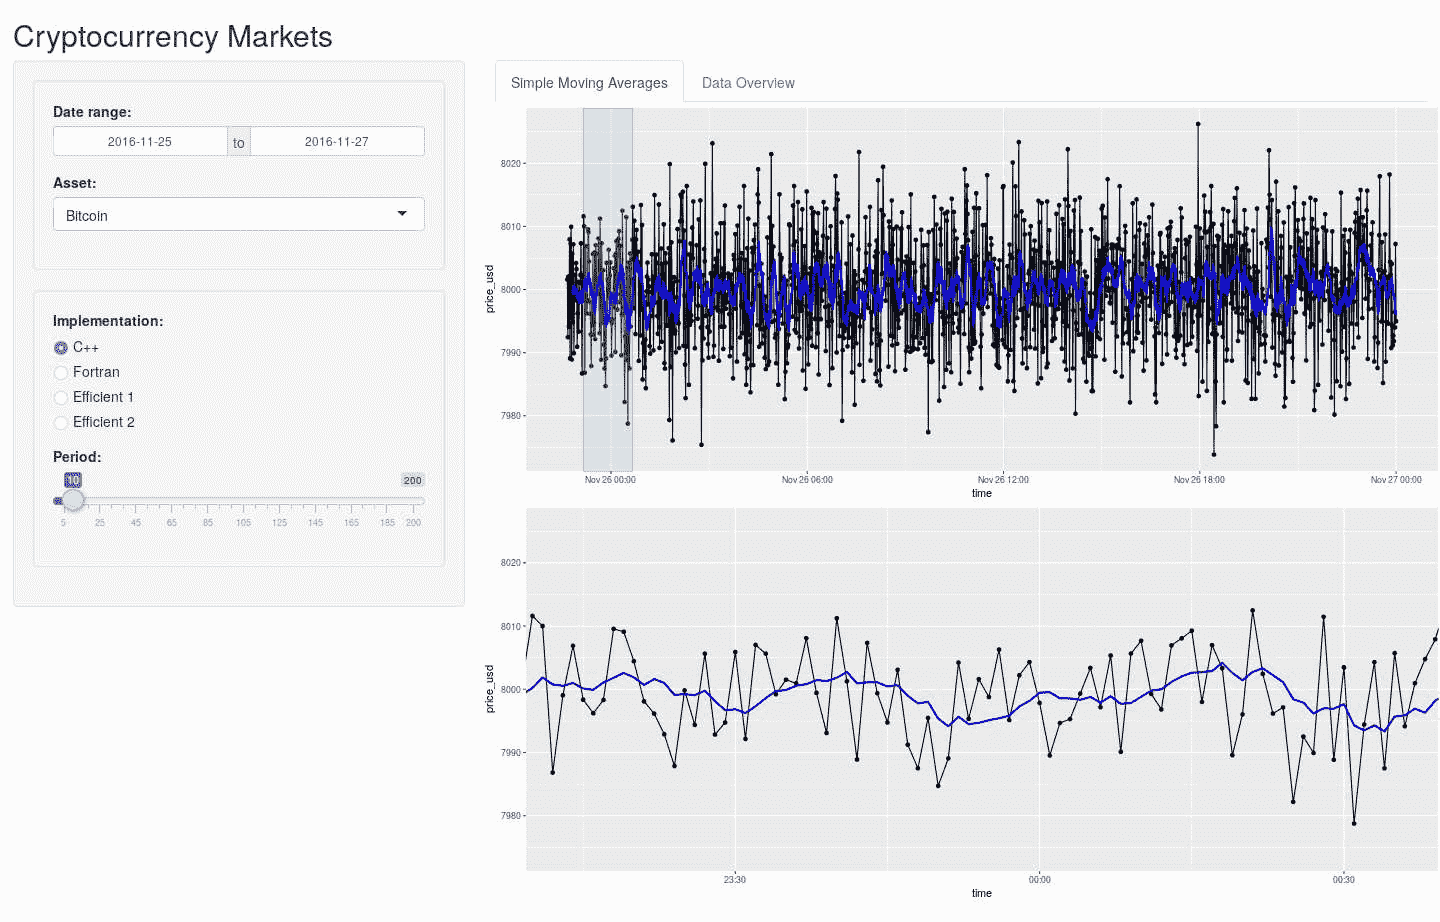 Cryptocurrency Markets
Date range:
2016-11-25 to 2016-11-27
Asset:
Bitcoin
Implementation:
C++
Fortran
Efficient 1
Efficient 2
Period:
10 200
5 25 45 65 85 105 125 145 165 185 200
Simple Moving Averages Data Overview
8020
8010
8000
7990
7980
price_usd
Nov 26 00:00 Nov 26 06:00 Nov 26 12:00 Nov 26 18:00 Nov 27 00:00
time
8020
8010
8000
7990
7980
price_usd
23:30 00:00 00:30
time